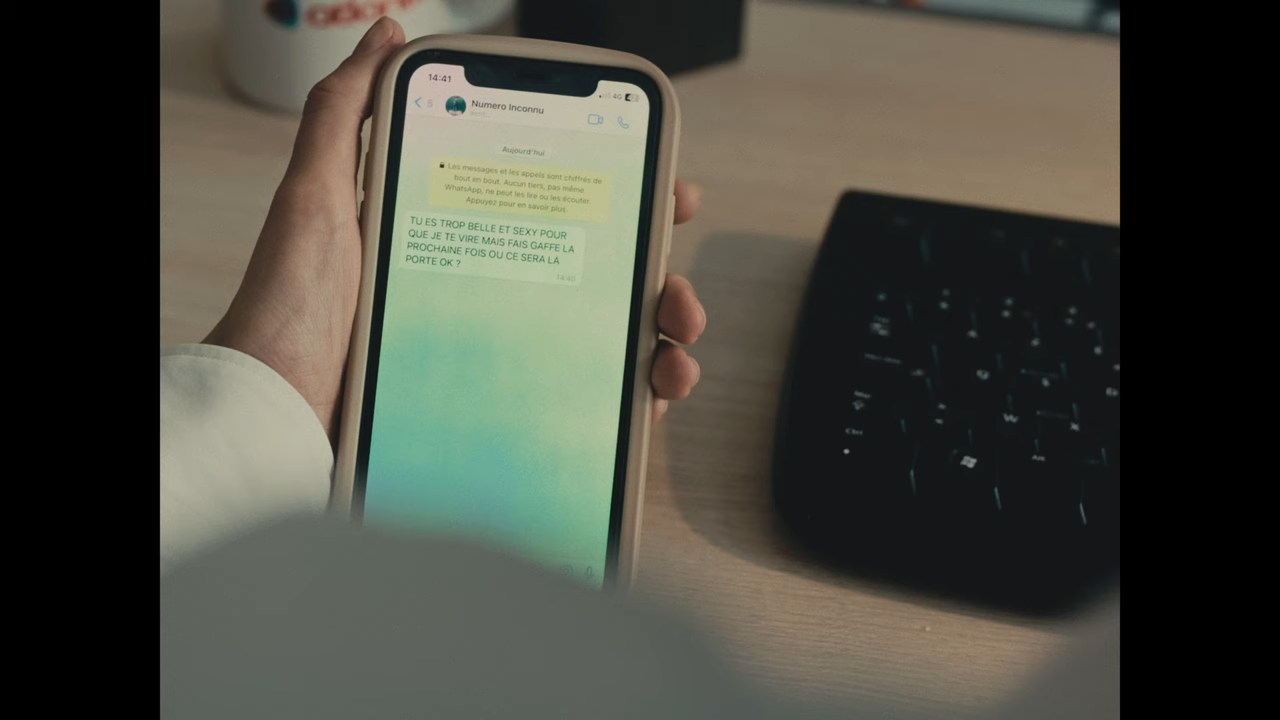 14:41
4G
Numero Inconnu
Aujourd'hui
Les messages et les appels sont chiffrés de
bout en bout. Aucun tiers, pas même
WhatsApp, ne peut les lire ou les écouter.
Appuyez pour en savoir plus.
TU ES TROP BELLE ET SEXY POUR
QUE JE TE VIRE MAIS FAIS GAFFE LA
PROCHAINE FOIS OU CE SERA LA
PORTE OK ?
14:40
Ctrl
W
X
Alt